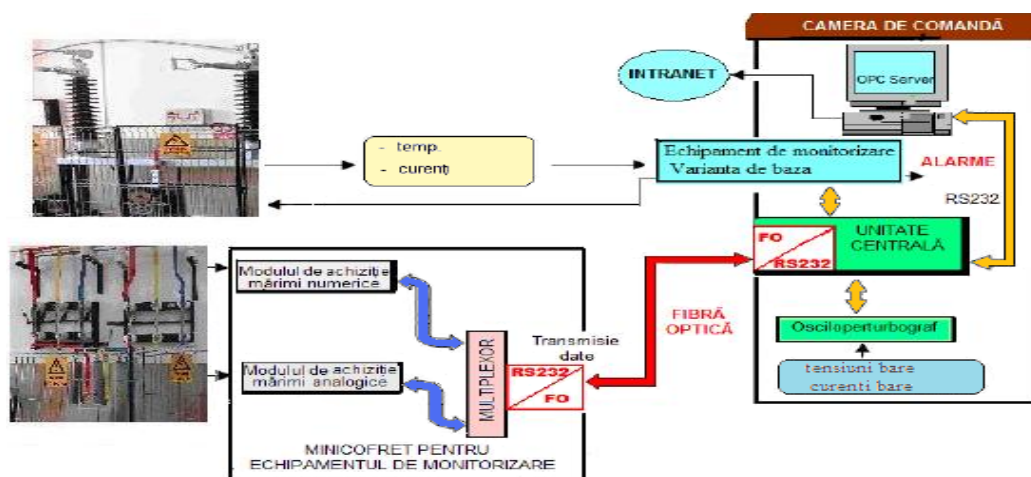 CAMERA DE COMANDĂ
INTRANET
OPC Server
- temp.
- curenți
Echipament de monitorizare
Varianta de baza
ALARME
RS232
FO
RS232
UNITATE
CENTRALĂ
Modulul de achiziție
mărimi numerice
FIBRĂ
OPTICĂ
Osciloperturbograf
Transmisie
date
MULTIPLEXOR
RS232
FO
tensiuni bare
curenti bare
Modulul de achiziție
mărimi analogice
MINICOFRET PENTRU
ECHIPAMENTUL DE MONITORIZARE